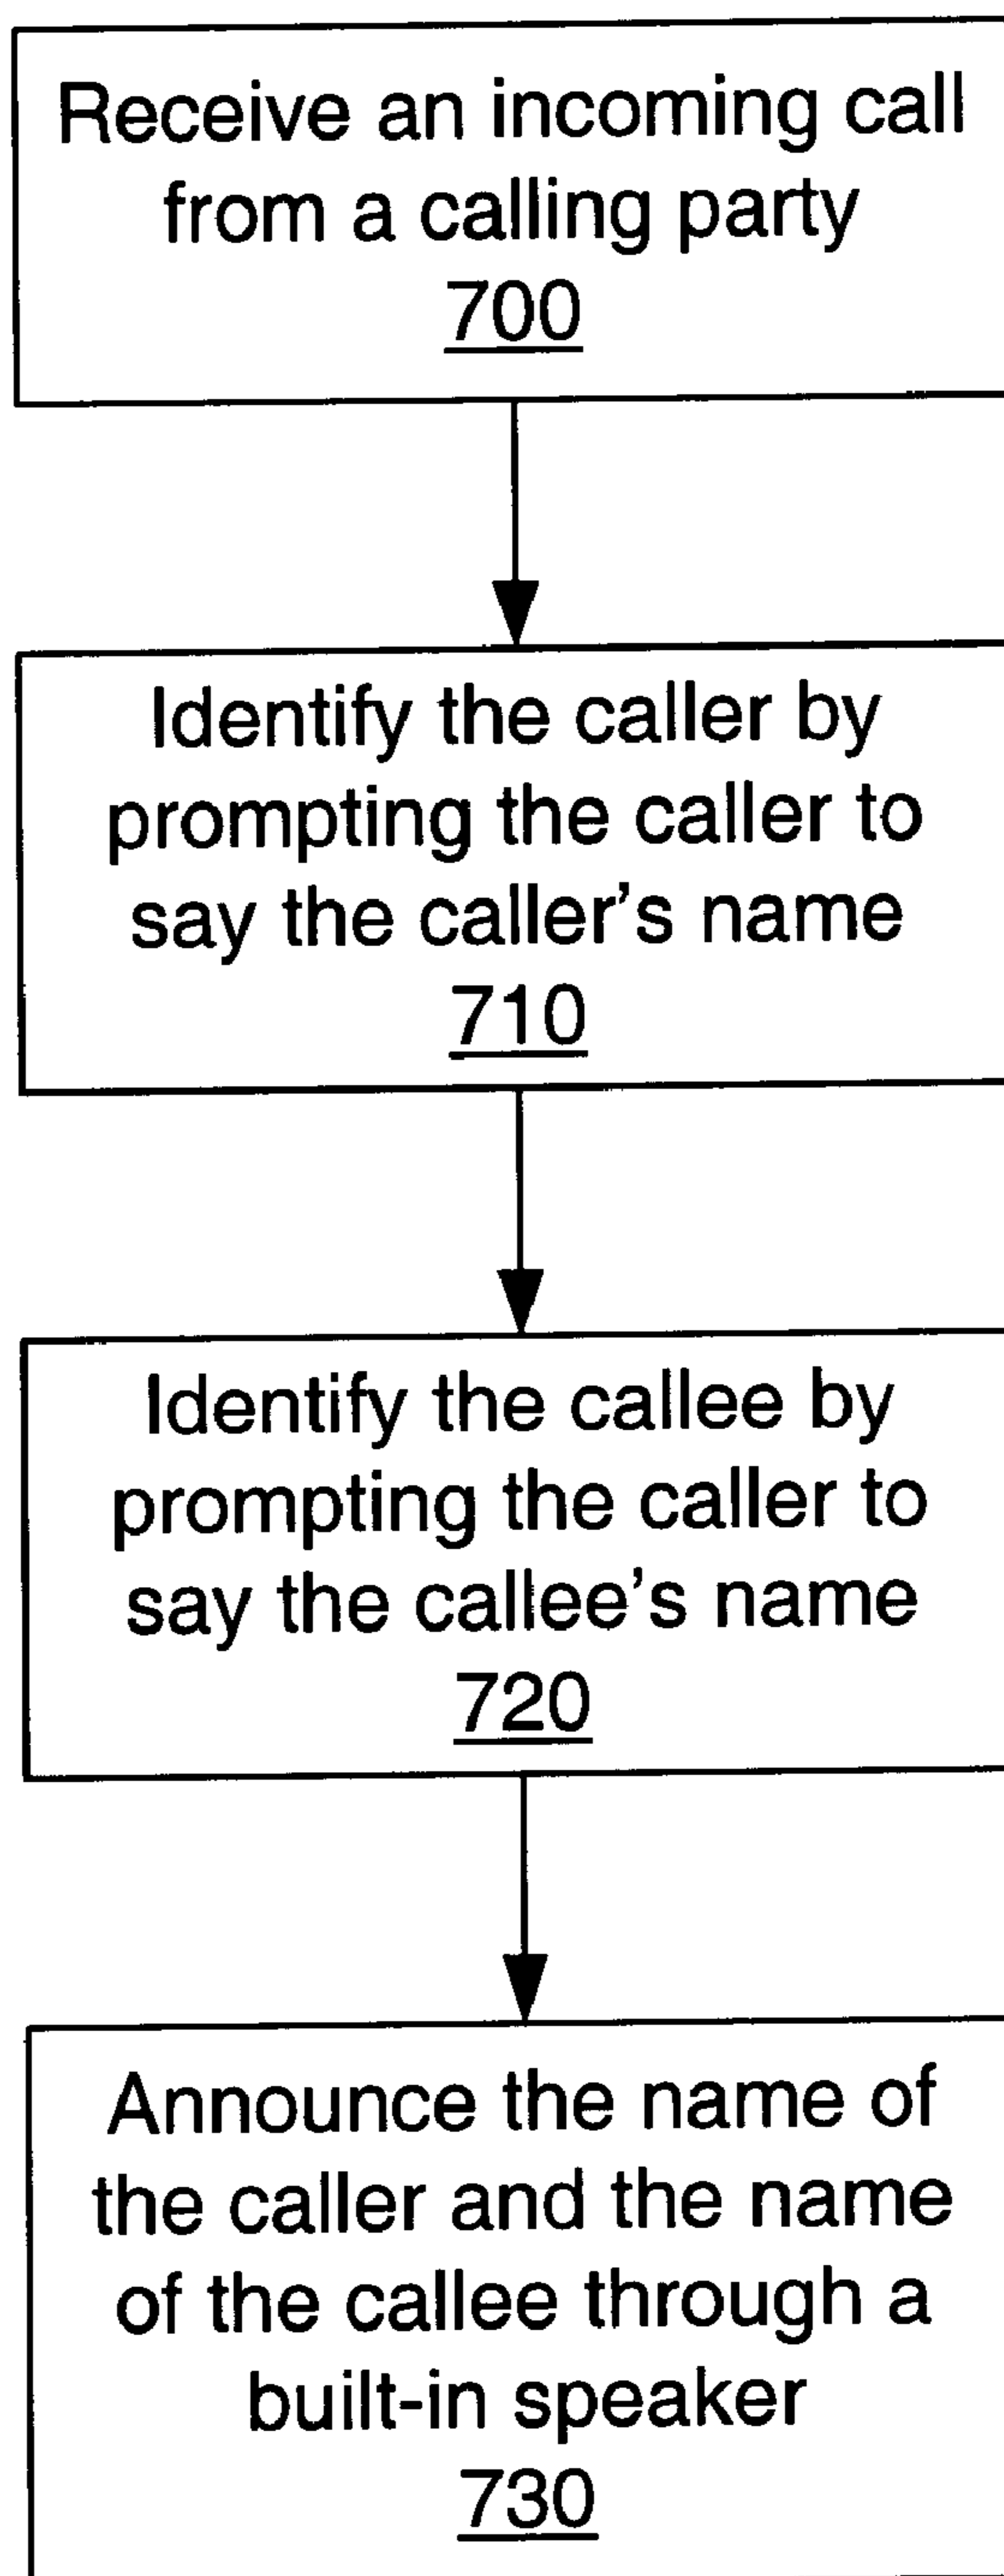 Receive an incoming call
from a calling party
700
Identify the caller by
prompting the caller to
say the caller's name
710
Identify the callee by
prompting the caller to
say the callee's name
720
Announce the name of
the caller and the name
of the callee through a
built-in speaker
730